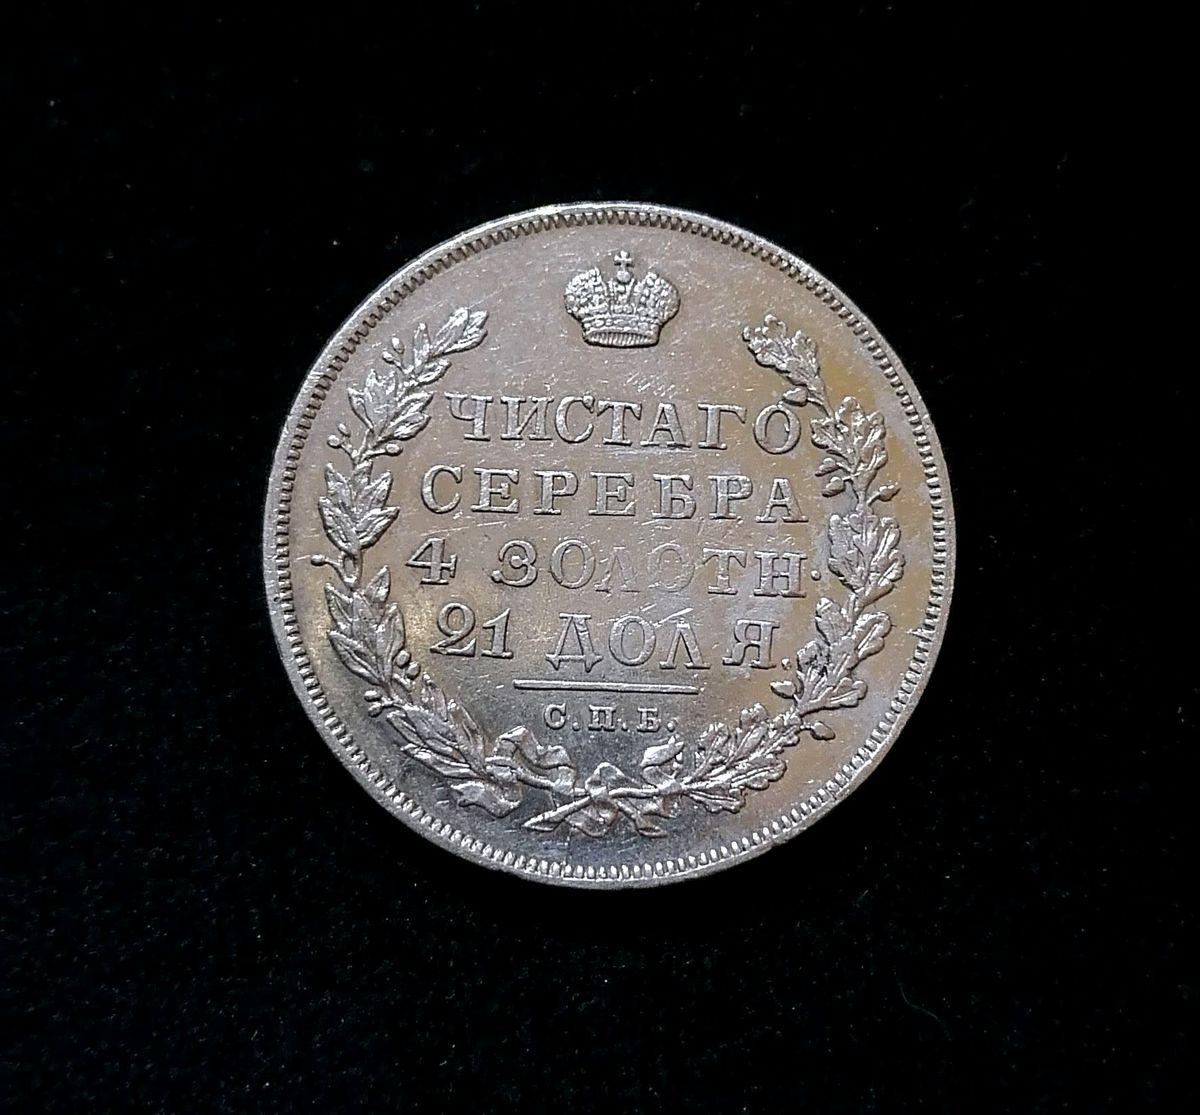 ЧИСТАГО
СЕРЕБРА
4 ЗОЛОТН.
21 ДОЛЯ.
С.П.Б.